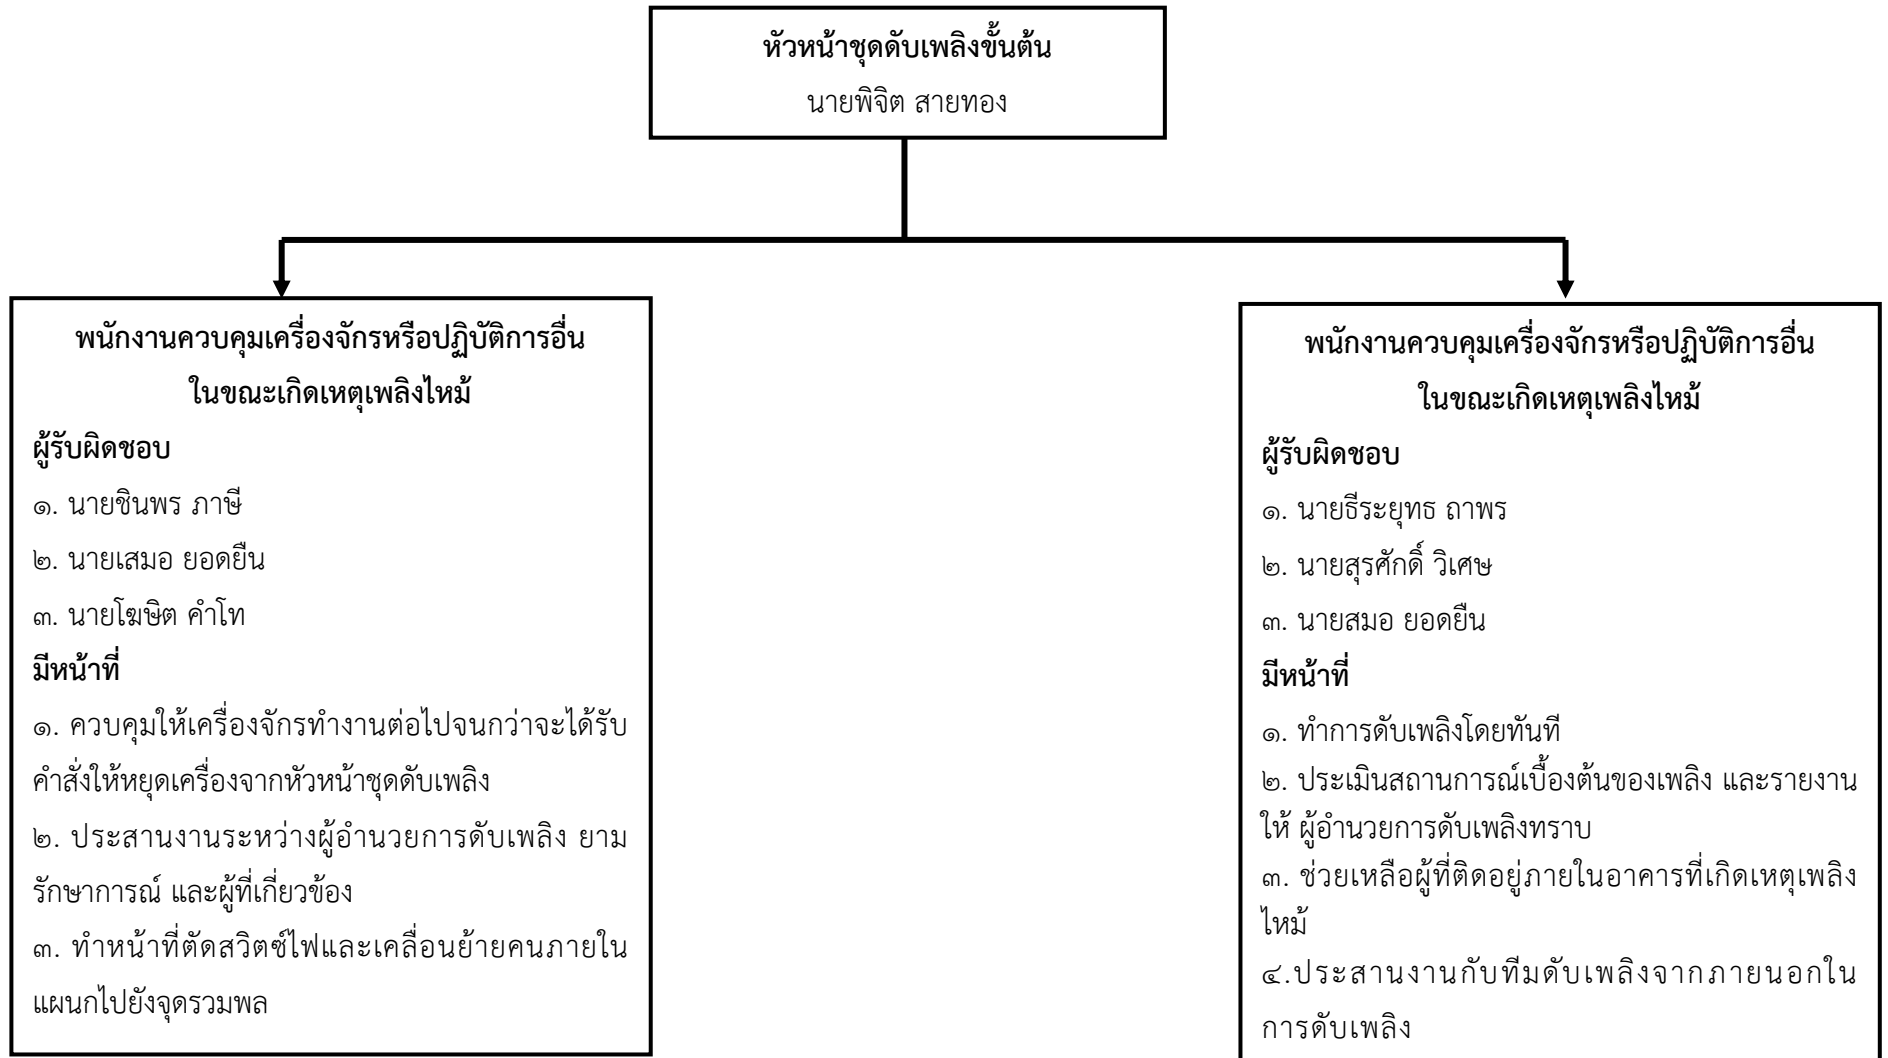 หัวหน้าชุดดับเพลิงขั้นต้น
นายพิจิต สายทอง
พนักงานควบคุมเครื่องจักรหรือปฏิบัติการอื่น
ในขณะเกิดเหตุเพลิงไหม้
ผู้รับผิดชอบ
๑. นายชินพร ภาษี
๒. นายเสมอ ยอดยืน
๓. นายโฆษิต คำโท
มีหน้าที่
๑. ควบคุมให้เครื่องจักรทำงานต่อไปจนกว่าจะได้รับ
คำสั่งให้หยุดเครื่องจากหัวหน้าชุดดับเพลิง
๒. ประสานงานระหว่างผู้อำนวยการดับเพลิง ยาม
รักษาการณ์ และผู้ที่เกี่ยวข้อง
๓. ทำหน้าที่ตัดสวิตซ์ไฟและเคลื่อนย้ายคนภายใน
แผนกไปยังจุดรวมพล
พนักงานควบคุมเครื่องจักรหรือปฏิบัติการอื่น
ในขณะเกิดเหตุเพลิงไหม้
ผู้รับผิดชอบ
๑. นายธีระยุทธ ถาพร
๒. นายสุรศักดิ์ วิเศษ
๓. นายสมอ ยอดยืน
มีหน้าที่
๑. ทำการดับเพลิงโดยทันที
๒. ประเมินสถานการณ์เบื้องต้นของเพลิง และรายงาน
ให้ ผู้อำนวยการดับเพลิงทราบ
๓. ช่วยเหลือผู้ที่ติดอยู่ภายในอาคารที่เกิดเหตุเพลิง
ไหม้
๔.ประสานงานกับทีมดับเพลิงจากภายนอกใน
การดับเพลิง